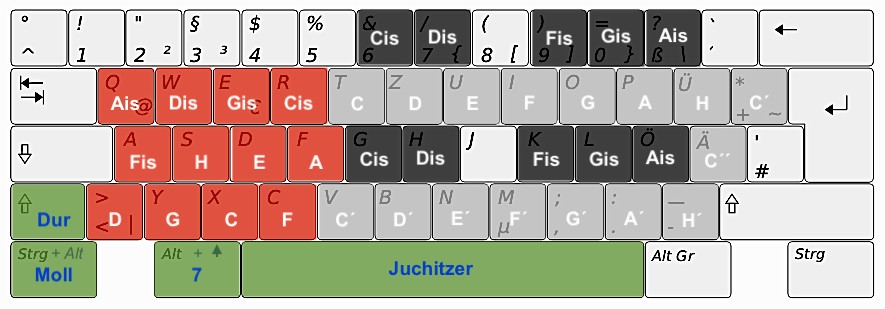 ° ! " § $ % & / ( ) = ? `
Cis Dis Fis Gis Ais
^ 1 2 ² 3 ³ 4 5 6 7 { 8 [ 9 ] 0 } ß \ ´
Q W E R T Z U I O P Ü *
Ais @ Dis Gis € Cis C D E F G A H C´
+ ~
A S D F G H J K L Ö Ä '
Fis H E A Cis Dis Fis Gis Ais C´´
#
> Y X C V B N M ; : _
Dur D G C F C´ D´ E´ F´ G´ A´ H´
< | µ , . -
Strg + Alt Alt + Alt Gr Strg
Moll 7 Juchitzer